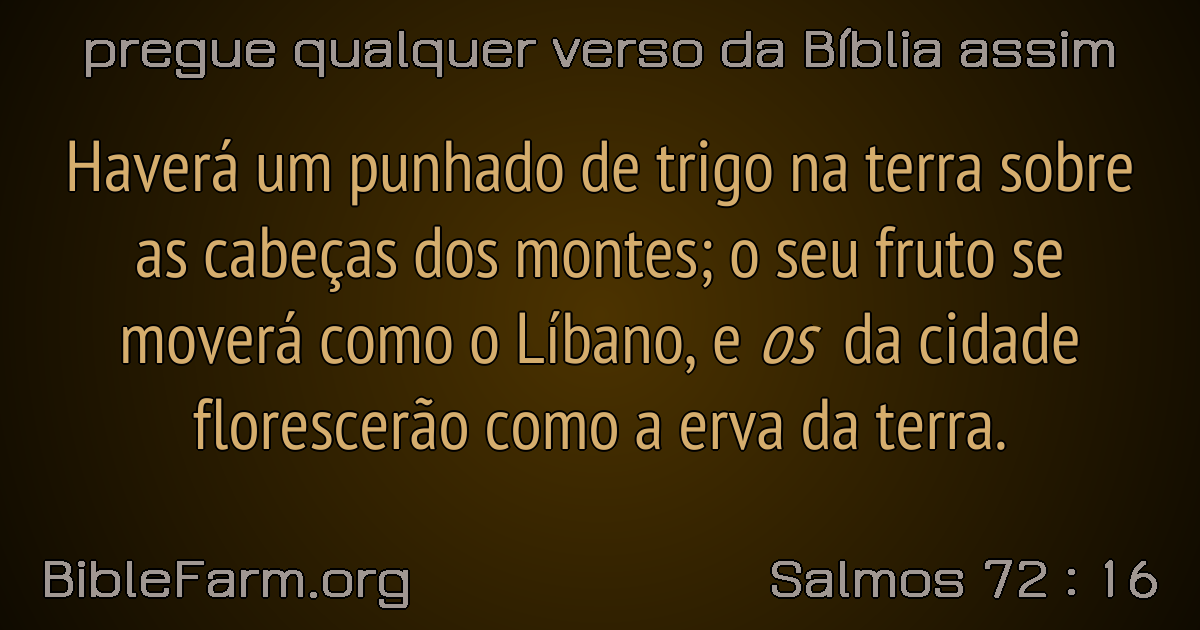 pregue qualquer verso da Bíblia assim
Haverá um punhado de trigo na terra sobre
as cabeças dos montes; o seu fruto se
moverá como o Líbano, e os da cidade
florescerão como a erva da terra.
BibleFarm.org
Salmos 72 : 16